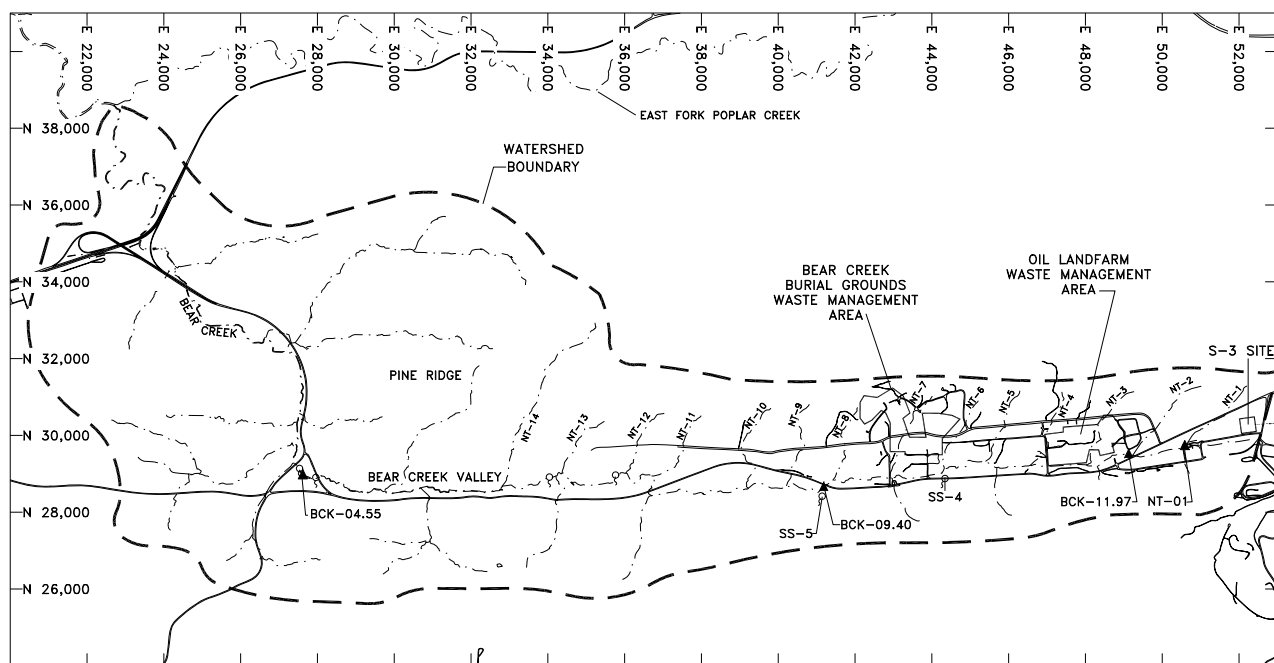 E 22,000
E 24,000
E 26,000
E 28,000
E 30,000
E 32,000
E 34,000
E 36,000
E 38,000
E 40,000
E 42,000
E 44,000
E 46,000
E 48,000
E 50,000
E 52,000
EAST FORK POPLAR CREEK
N 38,000
WATERSHED
BOUNDARY
N 36,000
N 34,000
BEAR CREEK
BURIAL GROUNDS
WASTE MANAGEMENT
AREA
OIL LANDFARM
WASTE MANAGEMENT
AREA
BEAR CREEK
S-3 SITE
N 32,000
PINE RIDGE
NT-14
NT-13
NT-12
NT-11
NT-10
NT-9
NT-8
NT-7
NT-6
NT-5
NT-4
NT-3
NT-2
NT-1
N 30,000
BEAR CREEK VALLEY
N 28,000
BCK-04.55
SS-5
BCK-09.40
SS-4
BCK-11.97
NT-01
N 26,000